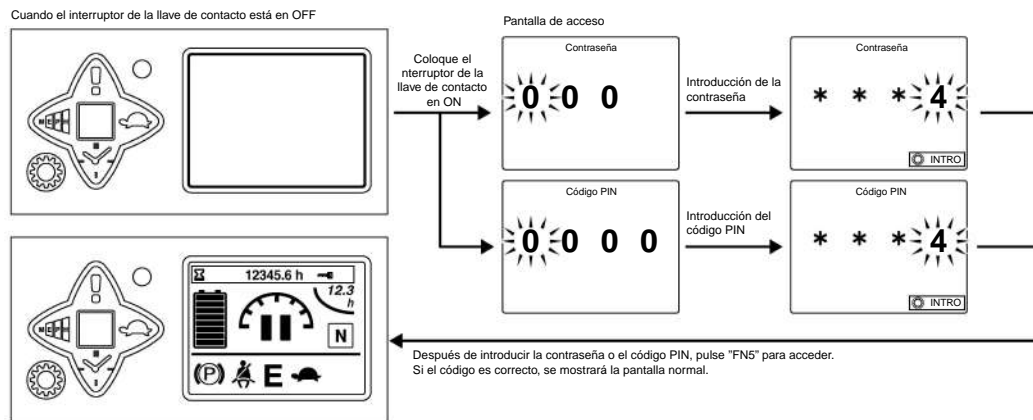 Cuando el interruptor de la llave de contacto está en OFF
Pantalla de acceso
Coloque el
nterruptor de la
llave de contacto
en ON
Contraseña
0 0 0
Introducción de la
contraseña
Contraseña
* * * 4
INTRO
Código PIN
0 0 0 0
Introducción del
código PIN
Código PIN
* * * 4
INTRO
12345.6 h
12.3
h
N
P
E
Después de introducir la contraseña o el código PIN, pulse "FN5" para acceder.
Si el código es correcto, se mostrará la pantalla normal.